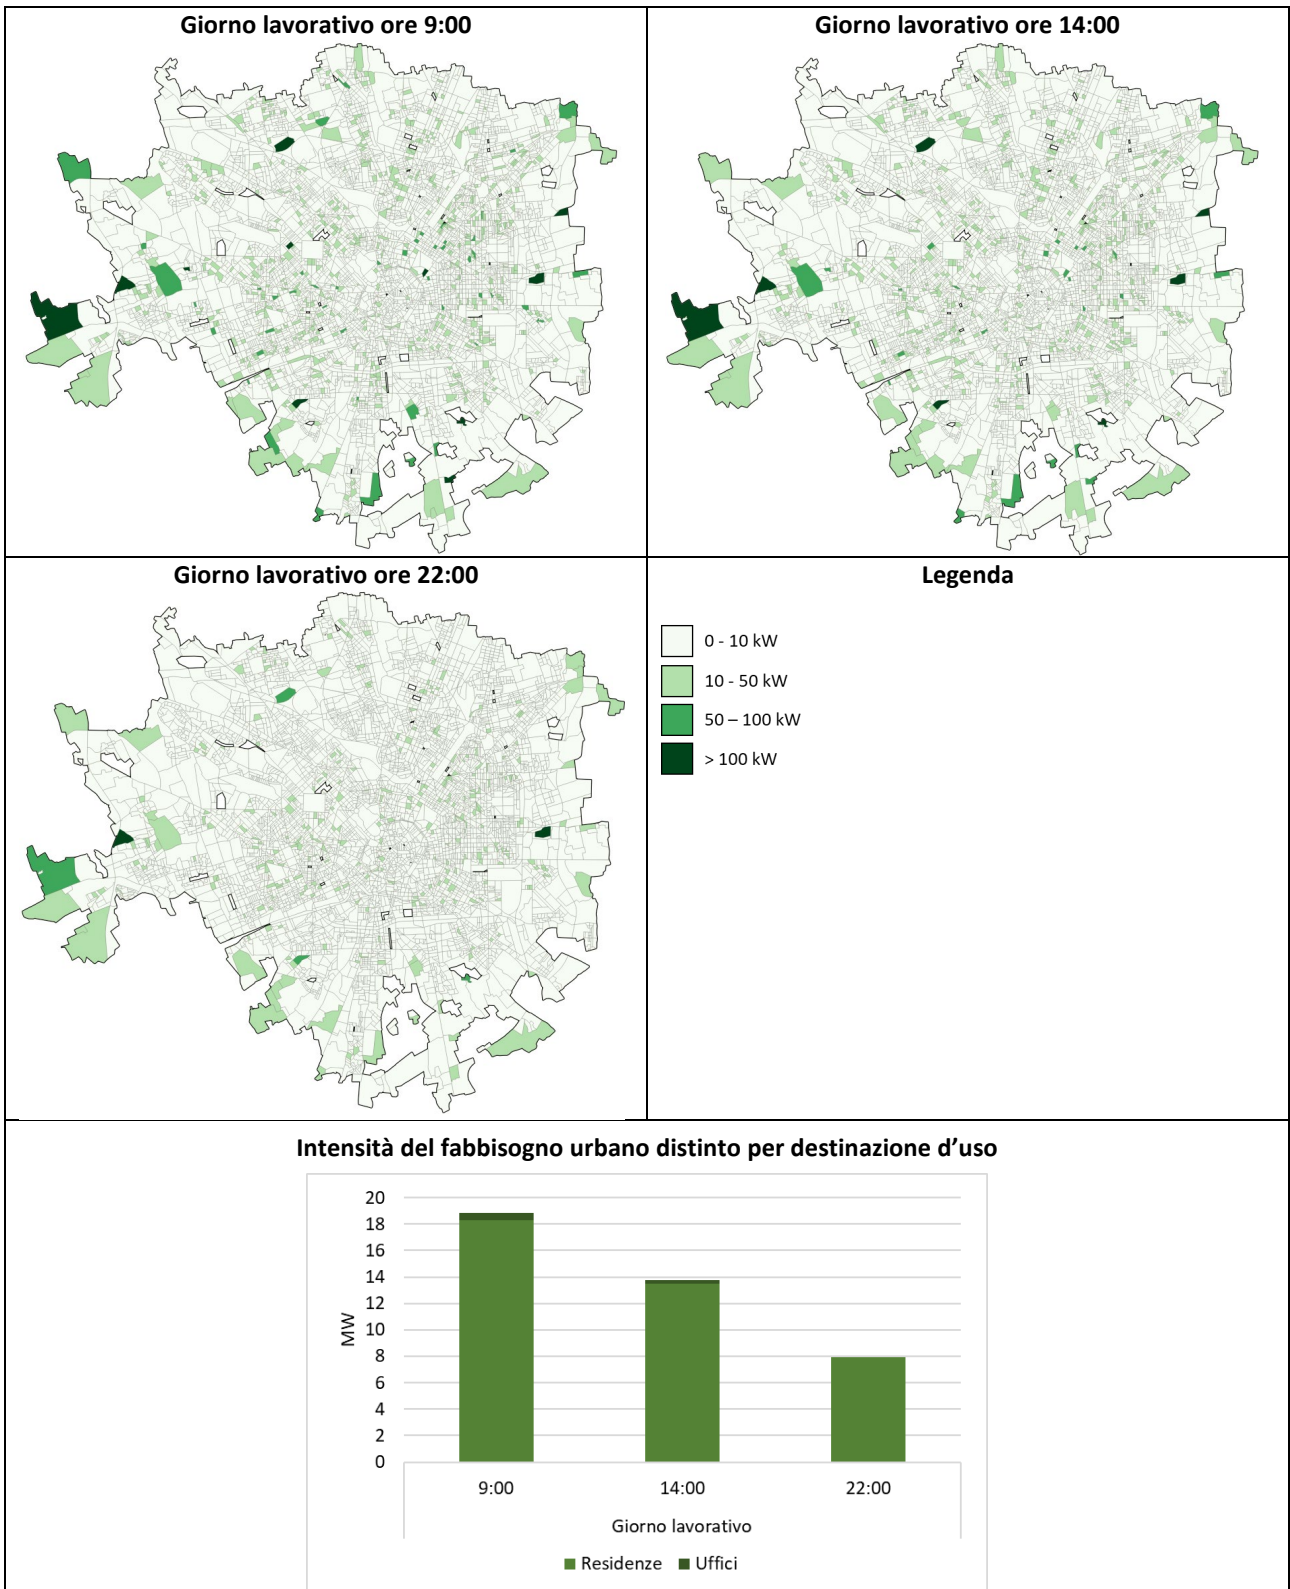 Giorno lavorativo ore 9:00
Giorno lavorativo ore 14:00
Giorno lavorativo ore 22:00
Legenda
0 - 10 kW
10 - 50 kW
50 – 100 kW
> 100 kW
Intensità del fabbisogno urbano distinto per destinazione d’uso
20
18
16
14
12
10
8
6
4
2
0
MW
9:00
14:00
22:00
Giorno lavorativo
Residenze
Uffici